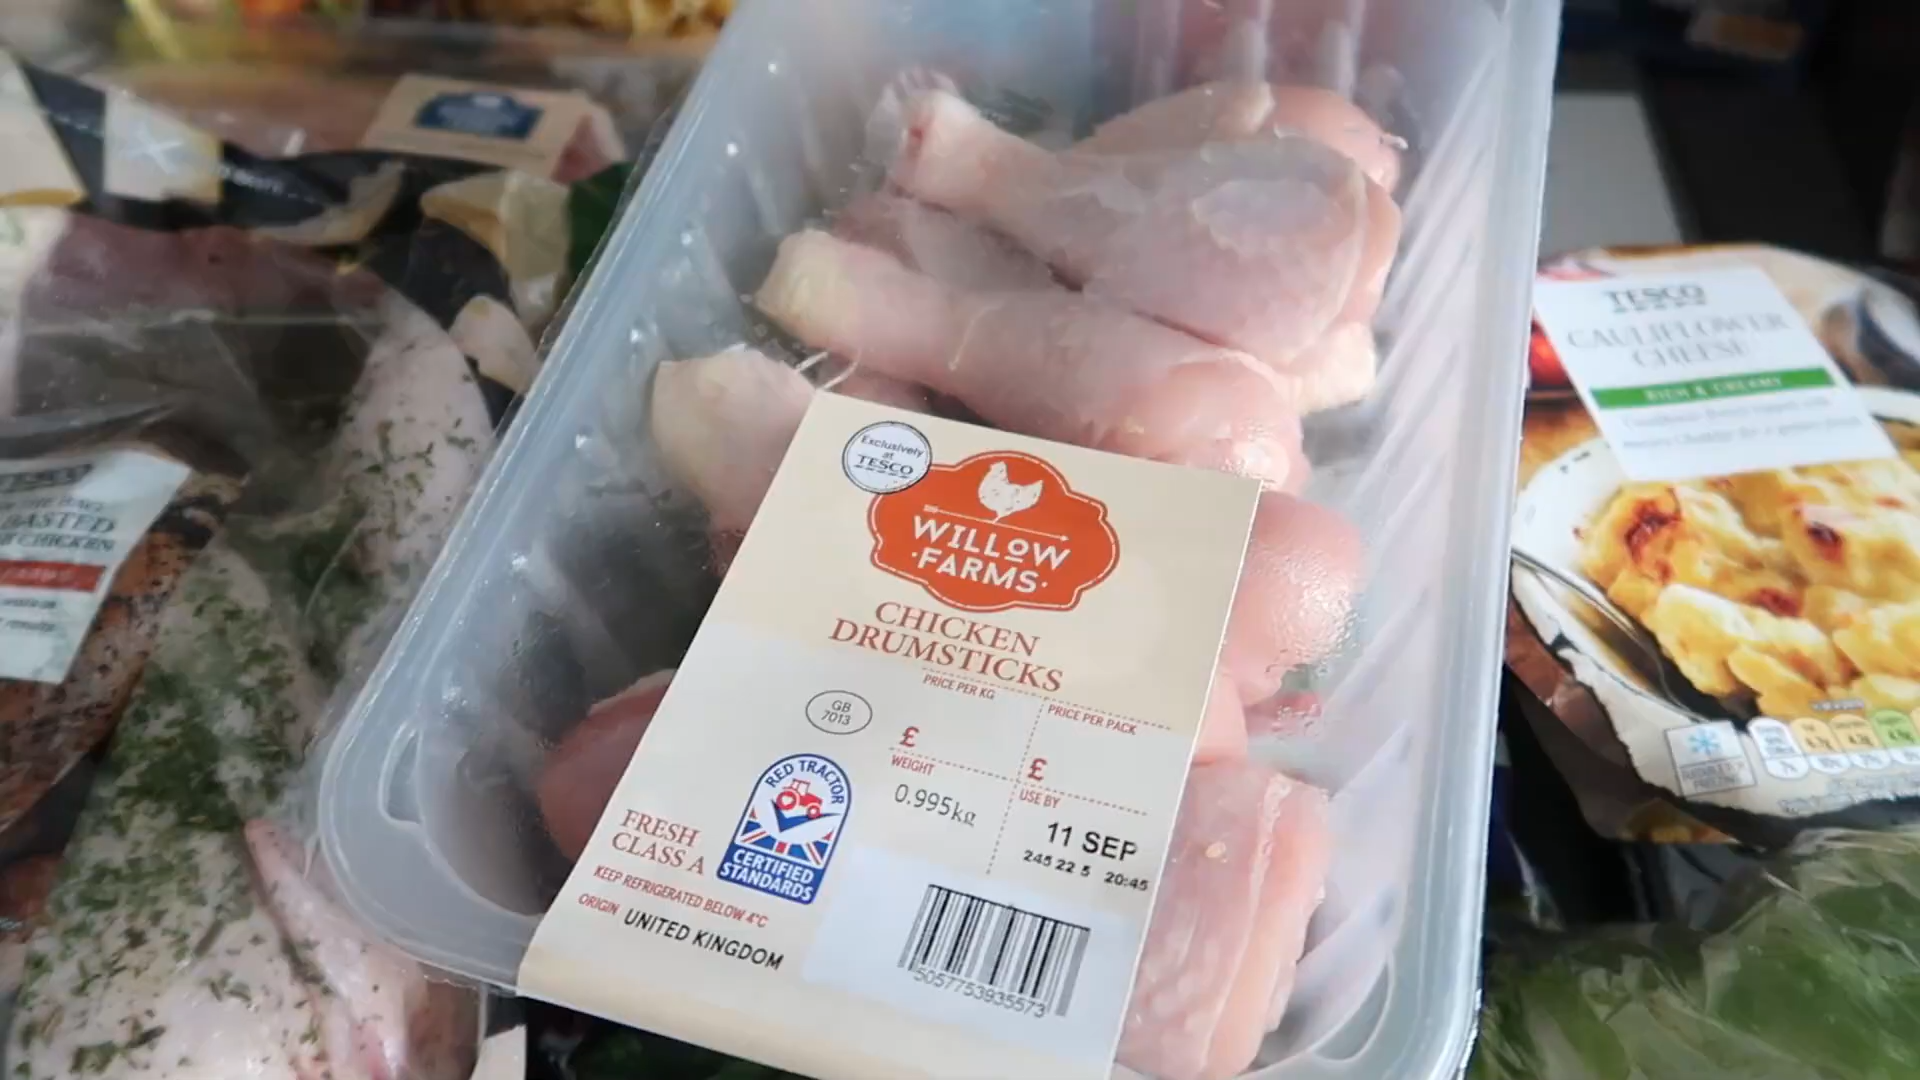 Exclusively
at
TESCO
WILLOW
·FARMS·
CHICKEN
DRUMSTICKS
PRICE PER KG
PRICE PER PACK
GB
7013
£
£
WEIGHT
USE BY
0.995kg
11 SEP
245 22 5 20:45
RED TRACTOR
CERTIFIED
STANDARDS
FRESH
CLASS A
KEEP REFRIGERATED BELOW 4°C
ORIGIN UNITED KINGDOM
5057753935573
TESCO
CAULIFLOWER
CHEESE
RICH & CREAMY
TESCO
BASTED
CHICKEN